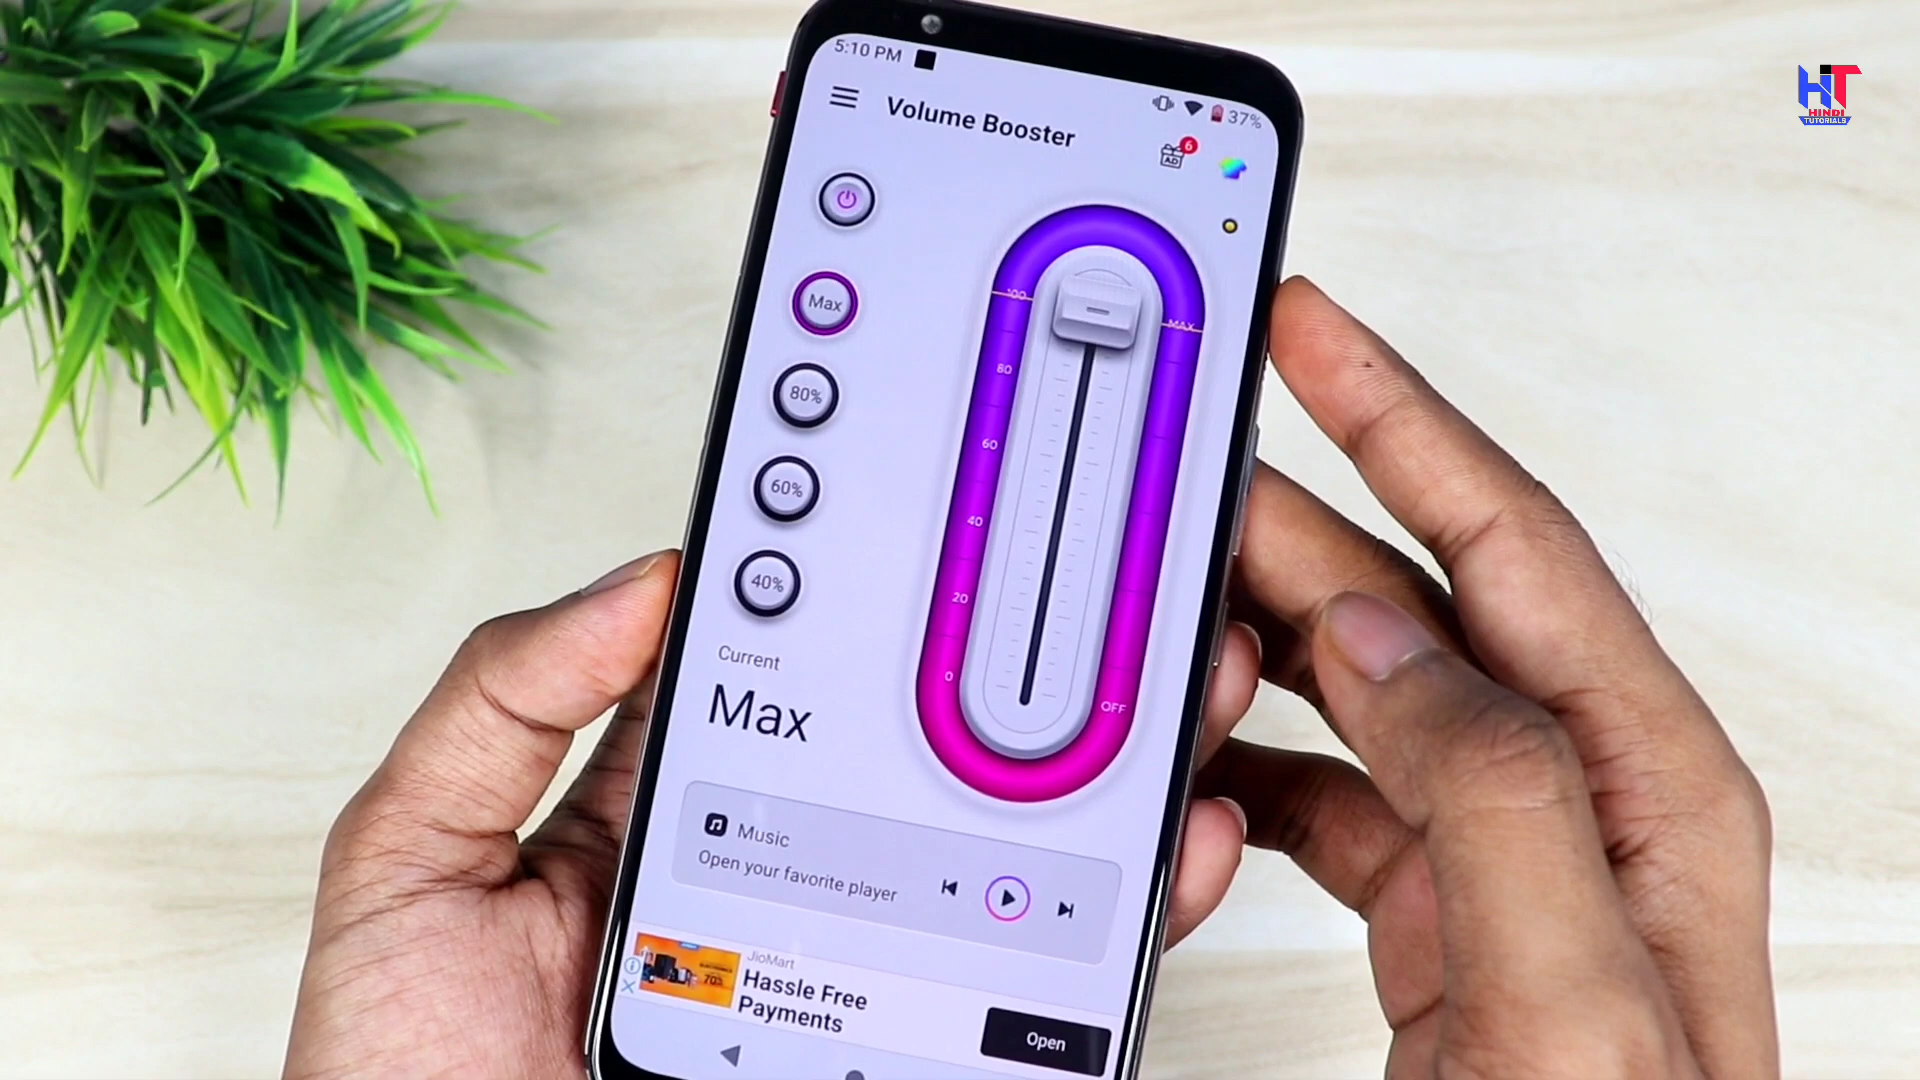 5:10 PM
37%
Volume Booster
6
AD
HT
HINDI
TUTORIALS
Max
80%
60%
40%
Current
Max
100
80
60
40
20
0
MAX
OFF
Music
Open your favorite player
JioMart
Hassle Free
Payments
70%
Open